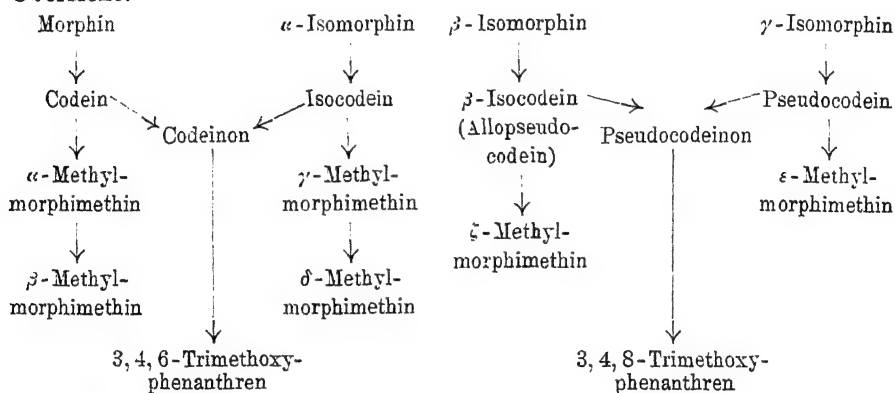 Morphin α-Isomorphin β-Isomorphin γ-Isomorphin
Codein Isocodein β-Isocodein Pseudocodein
Codeinon (Allopseudo- Pseudocodeinon
codein)
α-Methyl- γ-Methyl- ε-Methyl-
morphimethin morphimethin morphimethin
ζ-Methyl-
morphimethin
β-Methyl- δ-Methyl-
morphimethin morphimethin
3, 4, 6-Trimethoxy- 3, 4, 8-Trimethoxy-
phenanthren phenanthren